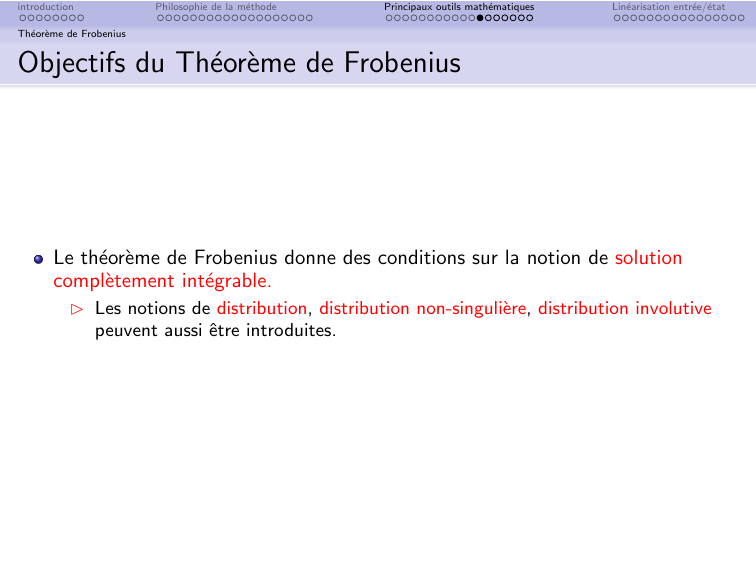 introduction
Philosophie de la méthode
Principaux outils mathématiques
Linéarisation entrée/état
Théorème de Frobenius
Objectifs du Théorème de Frobenius
Le théorème de Frobenius donne des conditions sur la notion de solution
complètement intégrable.
Les notions de distribution, distribution non-singulière, distribution involutive
peuvent aussi être introduites.